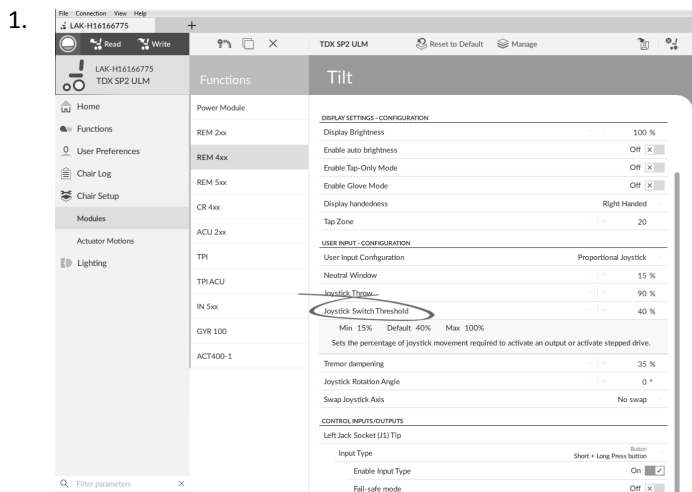 1.
File Connection View Help
LAK-H16166775 +
Read Write TDX SP2 ULM Reset to Default Manage
LAK-H16166775
TDX SP2 ULM
Functions
Tilt
Home
Functions
User Preferences
Chair Log
Chair Setup
Modules
Actuator Motions
Lighting
Filter parameters
Power Module
REM 2xx
REM 4xx
REM 5xx
CR 4xx
ACU 2xx
TPI
TPI ACU
IN 5xx
GYR 100
ACT400-1
DISPLAY SETTINGS - CONFIGURATION
Display Brightness - + 100 %
Enable auto brightness Off
Enable Tap-Only Mode Off
Enable Glove Mode Off
Display handedness Right Handed
Tap Zone - + 20
USER INPUT - CONFIGURATION
User Input Configuration Proportional Joystick
Neutral Window - + 15 %
Joystick Throw - + 90 %
Joystick Switch Threshold - + 40 %
Min 15% Default 40% Max 100%
Sets the percentage of joystick movement required to activate an output or activate stepped drive.
Tremor dampening - + 35 %
Joystick Rotation Angle - + 0 °
Swap Joystick Axis No swap
CONTROL INPUTS/OUTPUTS
Left Jack Socket (J1) Tip
Input Type Button
Short + Long Press button
Enable Input Type On
Fail-safe mode Off